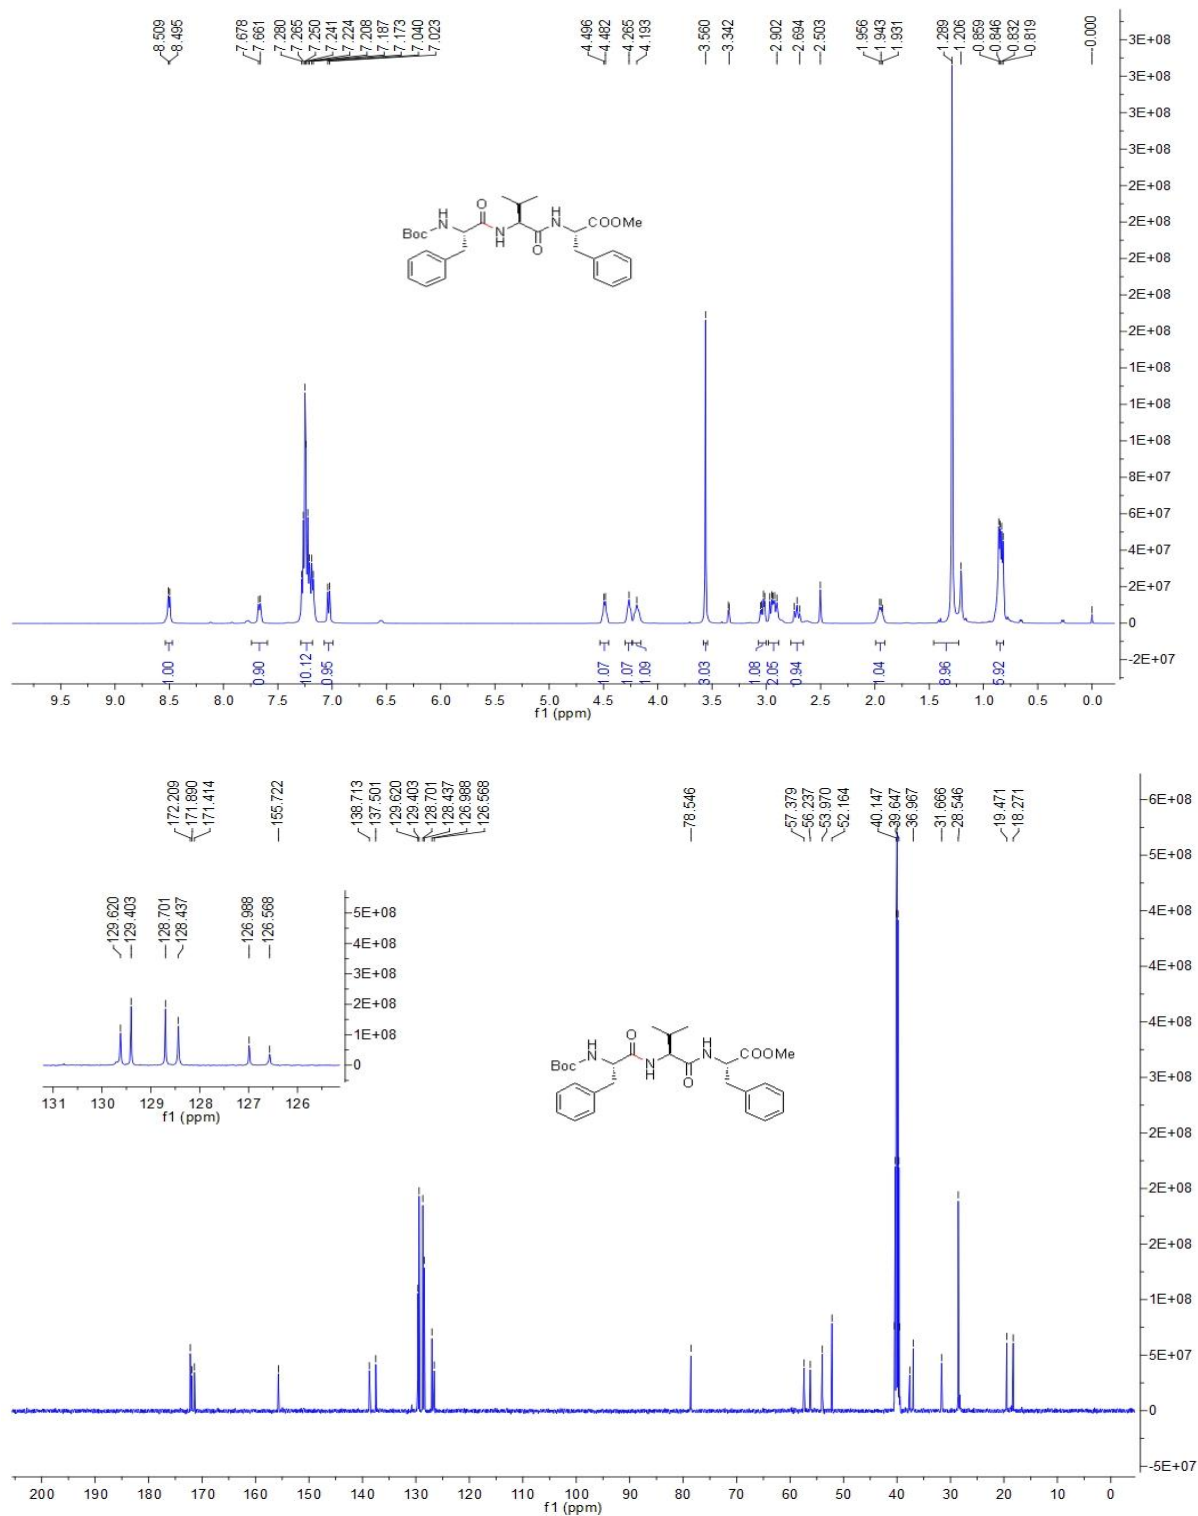 8.509
8.495
7.678
7.661
7.280
7.265
7.250
7.241
7.224
7.208
7.187
7.173
7.040
7.023
4.496
4.482
4.265
4.193
3.560
3.342
2.902
2.694
2.503
1.956
1.943
1.931
1.289
1.206
0.859
0.846
0.832
0.819
0.000
3E+08
3E+08
3E+08
3E+08
2E+08
2E+08
2E+08
2E+08
2E+08
1E+08
1E+08
1E+08
8E+07
6E+07
4E+07
2E+07
0
-2E+07
Boc
H
N
O
N
H
O
H
N
COOMe
1.00
0.90
10.12
0.95
1.07
1.07
1.09
3.03
1.08
2.05
0.94
1.04
8.96
5.92
9.5 9.0 8.5 8.0 7.5 7.0 6.5 6.0 5.5 5.0 4.5 4.0 3.5 3.0 2.5 2.0 1.5 1.0 0.5 0.0
f1 (ppm)
172.209
171.890
171.414
155.722
138.713
137.501
129.620
129.403
128.701
128.437
126.988
126.568
78.546
57.379
56.237
53.970
52.164
40.147
39.647
36.967
31.666
28.546
19.471
18.271
6E+08
5E+08
4E+08
4E+08
4E+08
3E+08
3E+08
2E+08
2E+08
2E+08
1E+08
5E+07
0
-5E+07
129.620
129.403
128.701
128.437
126.988
126.568
5E+08
4E+08
3E+08
2E+08
1E+08
0
131 130 129 128 127 126
f1 (ppm)
Boc
H
N
O
N
H
O
H
N
COOMe
200 190 180 170 160 150 140 130 120 110 100 90 80 70 60 50 40 30 20 10 0
f1 (ppm)